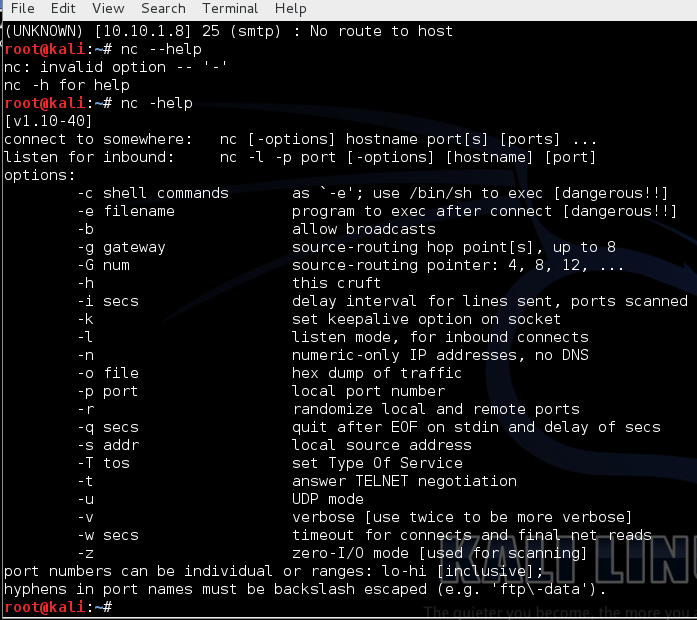 File Edit View Search Terminal Help
(UNKNOWN) [10.10.1.8] 25 (smtp) : No route to host
root@kali:~# nc --help
nc: invalid option -- '-'
nc -h for help
root@kali:~# nc -help
[v1.10-40]
connect to somewhere:   nc [-options] hostname port[s] [ports] ...
listen for inbound:     nc -l -p port [-options] [hostname] [port]
options:
        -c shell commands       as `-e'; use /bin/sh to exec [dangerous!!]
        -e filename             program to exec after connect [dangerous!!]
        -b                      allow broadcasts
        -g gateway              source-routing hop point[s], up to 8
        -G num                  source-routing pointer: 4, 8, 12, ...
        -h                      this cruft
        -i secs                 delay interval for lines sent, ports scanned
        -k                      set keepalive option on socket
        -l                      listen mode, for inbound connects
        -n                      numeric-only IP addresses, no DNS
        -o file                 hex dump of traffic
        -p port                 local port number
        -r                      randomize local and remote ports
        -q secs                 quit after EOF on stdin and delay of secs
        -s addr                 local source address
        -T tos                  set Type Of Service
        -t                      answer TELNET negotiation
        -u                      UDP mode
        -v                      verbose [use twice to be more verbose]
        -w secs                 timeout for connects and final net reads
        -z                      zero-I/O mode [used for scanning]
port numbers can be individual or ranges: lo-hi [inclusive];
hyphens in port names must be backslash escaped (e.g. 'ftp\-data').
root@kali:~#
KALI LINU
The quieter you become, the more you a